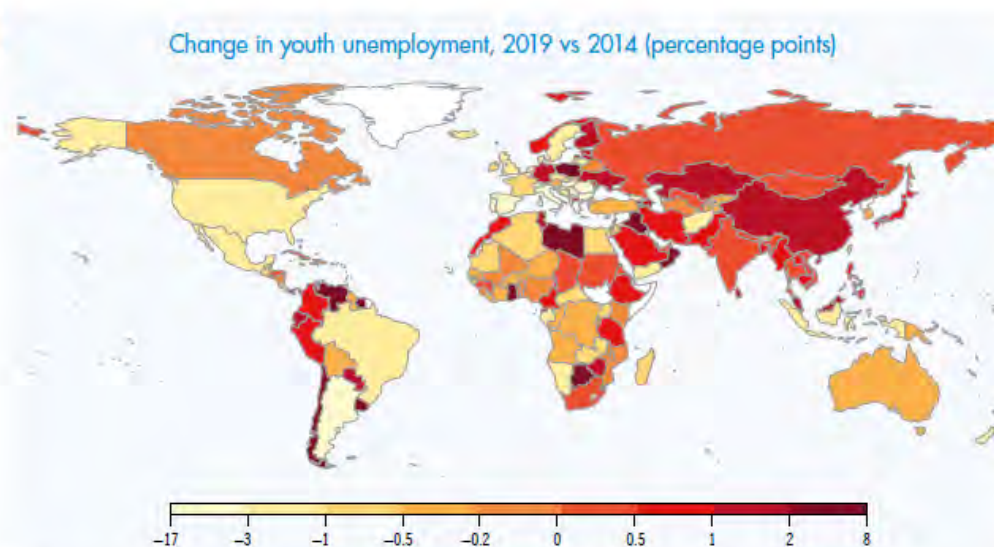 Change in youth unemployment, 2019 vs 2014 (percentage points)
−17 −3 −1 −0.5 −0.2 0 0.5 1 2 8